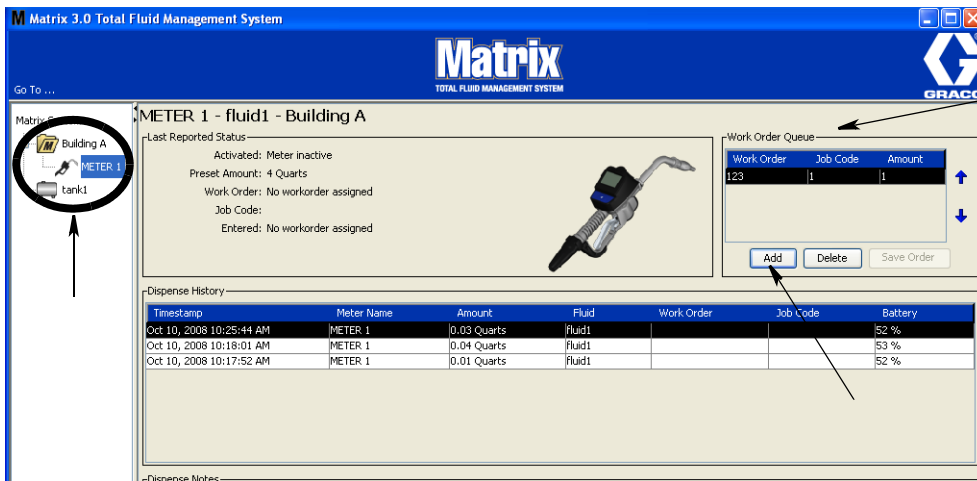 M Matrix 3.0 Total Fluid Management System
Matrix
TOTAL FLUID MANAGEMENT SYSTEM
Go To ...
GRACO
Matrix
Building A
METER 1
tank1
METER 1 - fluid1 - Building A
Last Reported Status
Activated: Meter inactive
Preset Amount: 4 Quarts
Work Order: No workorder assigned
Job Code:
Entered: No workorder assigned
Work Order Queue
Work Order Job Code Amount
123 1 1
Add Delete Save Order
Dispense History
Timestamp Meter Name Amount Fluid Work Order Job Code Battery
Oct 10, 2008 10:25:44 AM METER 1 0.03 Quarts fluid1 52 %
Oct 10, 2008 10:18:01 AM METER 1 0.04 Quarts fluid1 53 %
Oct 10, 2008 10:17:52 AM METER 1 0.01 Quarts fluid1 52 %
Dispense Notes